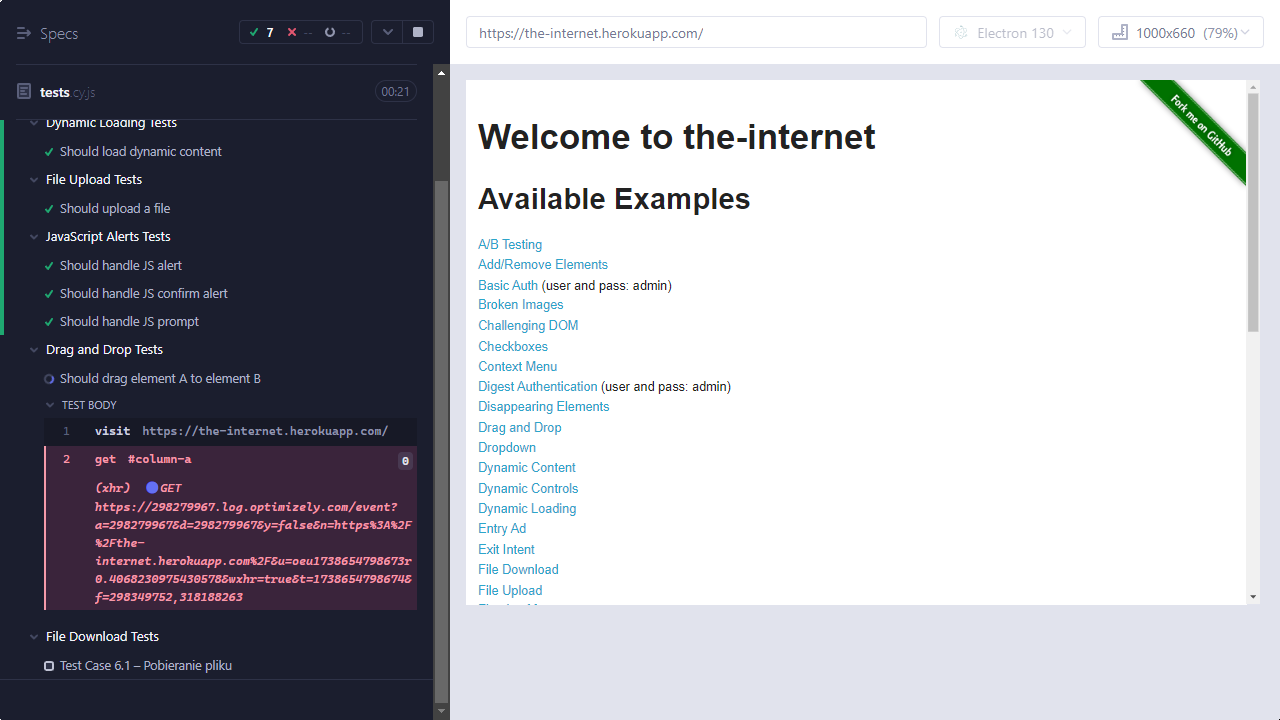 Specs
7
--
--
tests.cy.js
00:21
Dynamic Loading Tests
Should load dynamic content
File Upload Tests
Should upload a file
JavaScript Alerts Tests
Should handle JS alert
Should handle JS confirm alert
Should handle JS prompt
Drag and Drop Tests
Should drag element A to element B
TEST BODY
1 visit https://the-internet.herokuapp.com/
2 get #column-a 0
(xhr) GET
https://298279967.log.optimizely.com/event?
a=298279967&d=298279967&y=false&n=https%3A%2F
%2Fthe-
internet.herokuapp.com%2F&u=oeu1738654798673r
0.4068230975430578&wxhr=true&t=1738654798674&
f=298349752,318188263
File Download Tests
Test Case 6.1 – Pobieranie pliku
https://the-internet.herokuapp.com/
Electron 130
1000x660 (79%)
Fork me on GitHub
Welcome to the-internet
Available Examples
A/B Testing
Add/Remove Elements
Basic Auth (user and pass: admin)
Broken Images
Challenging DOM
Checkboxes
Context Menu
Digest Authentication (user and pass: admin)
Disappearing Elements
Drag and Drop
Dropdown
Dynamic Content
Dynamic Controls
Dynamic Loading
Entry Ad
Exit Intent
File Download
File Upload